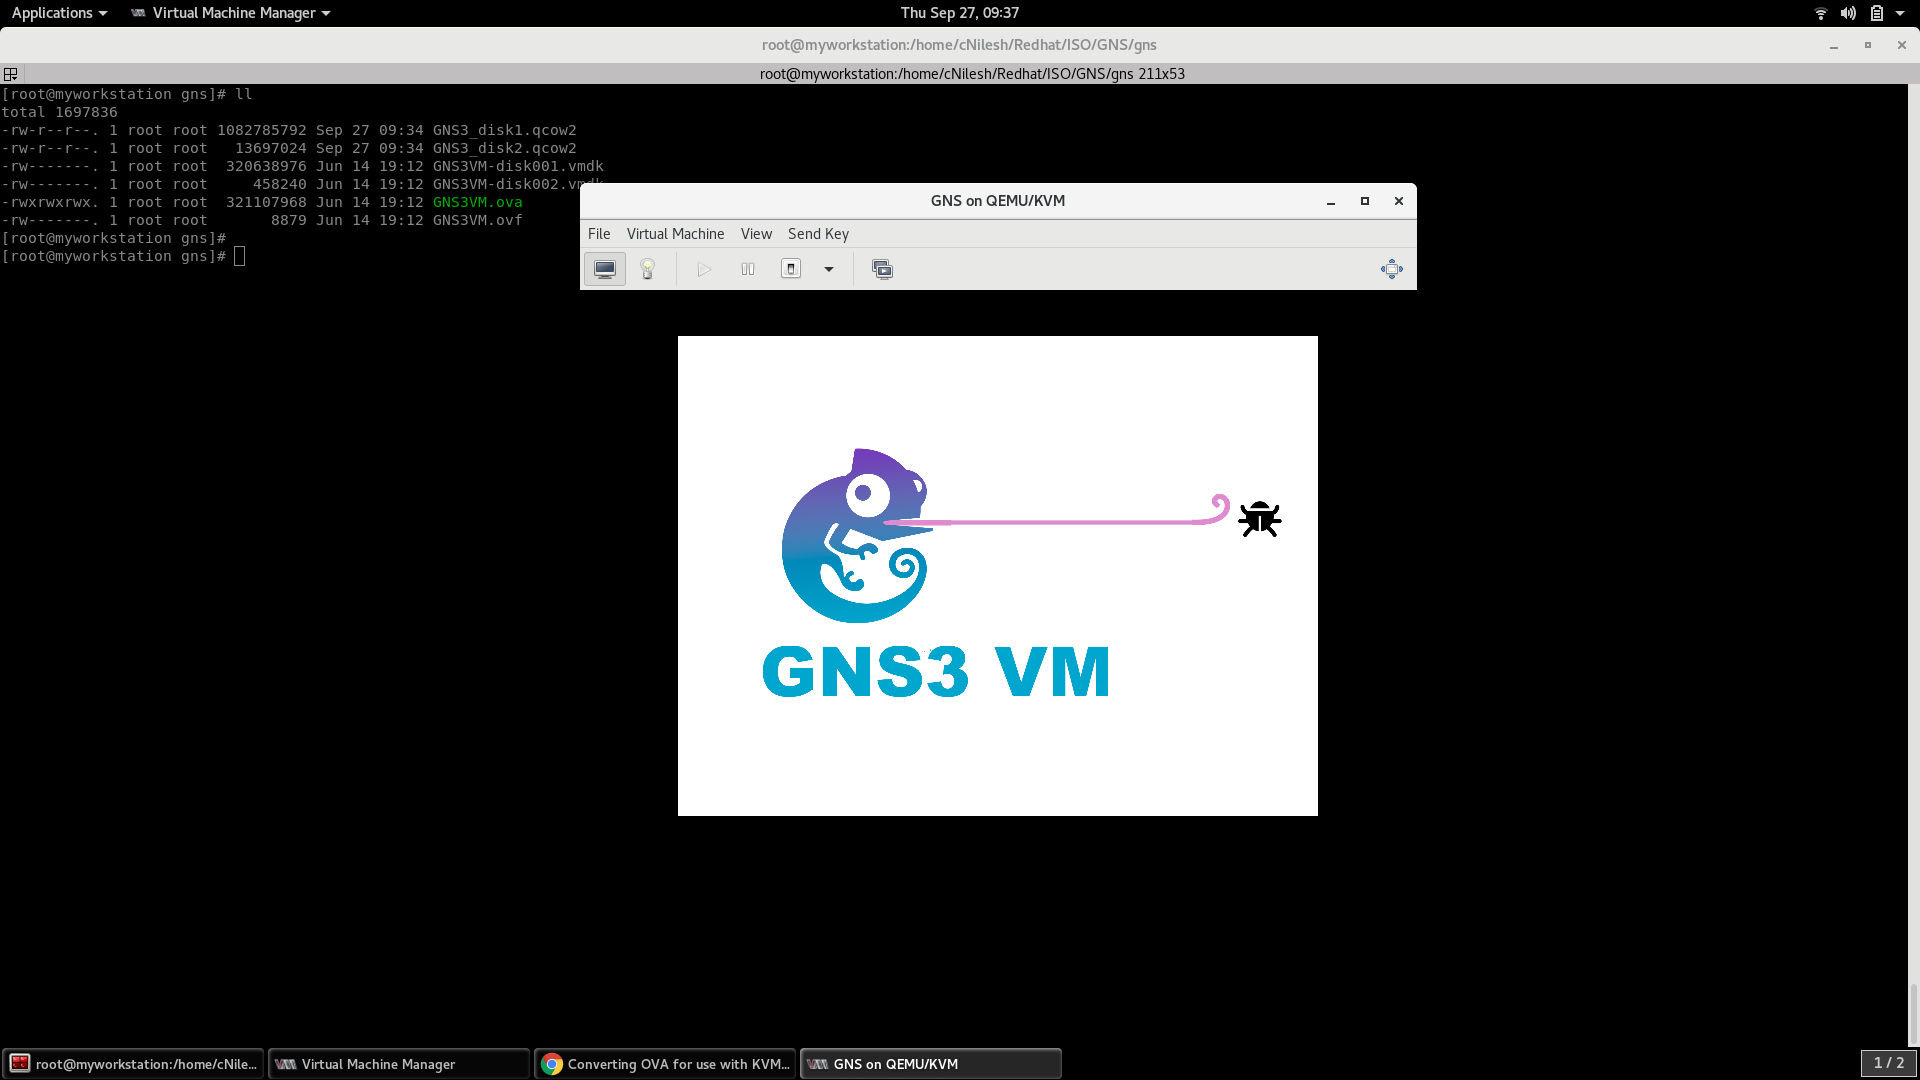 Applications Virtual Machine Manager Thu Sep 27, 09:37
root@myworkstation:/home/cNilesh/Redhat/ISO/GNS/gns
root@myworkstation:/home/cNilesh/Redhat/ISO/GNS/gns 211x53
[root@myworkstation gns]# ll
total 1697836
-rw-r--r--. 1 root root 1082785792 Sep 27 09:34 GNS3_disk1.qcow2
-rw-r--r--. 1 root root   13697024 Sep 27 09:34 GNS3_disk2.qcow2
-rw-------. 1 root root  320638976 Jun 14 19:12 GNS3VM-disk001.vmdk
-rw-------. 1 root root     458240 Jun 14 19:12 GNS3VM-disk002.vmdk
-rwxrwxrwx. 1 root root  321107968 Jun 14 19:12 GNS3VM.ova
-rw-------. 1 root root       8879 Jun 14 19:12 GNS3VM.ovf
[root@myworkstation gns]#
[root@myworkstation gns]#
GNS on QEMU/KVM
File Virtual Machine View Send Key
GNS3 VM
root@myworkstation:/home/cNile... Virtual Machine Manager Converting OVA for use with KVM... GNS on QEMU/KVM 1 / 2